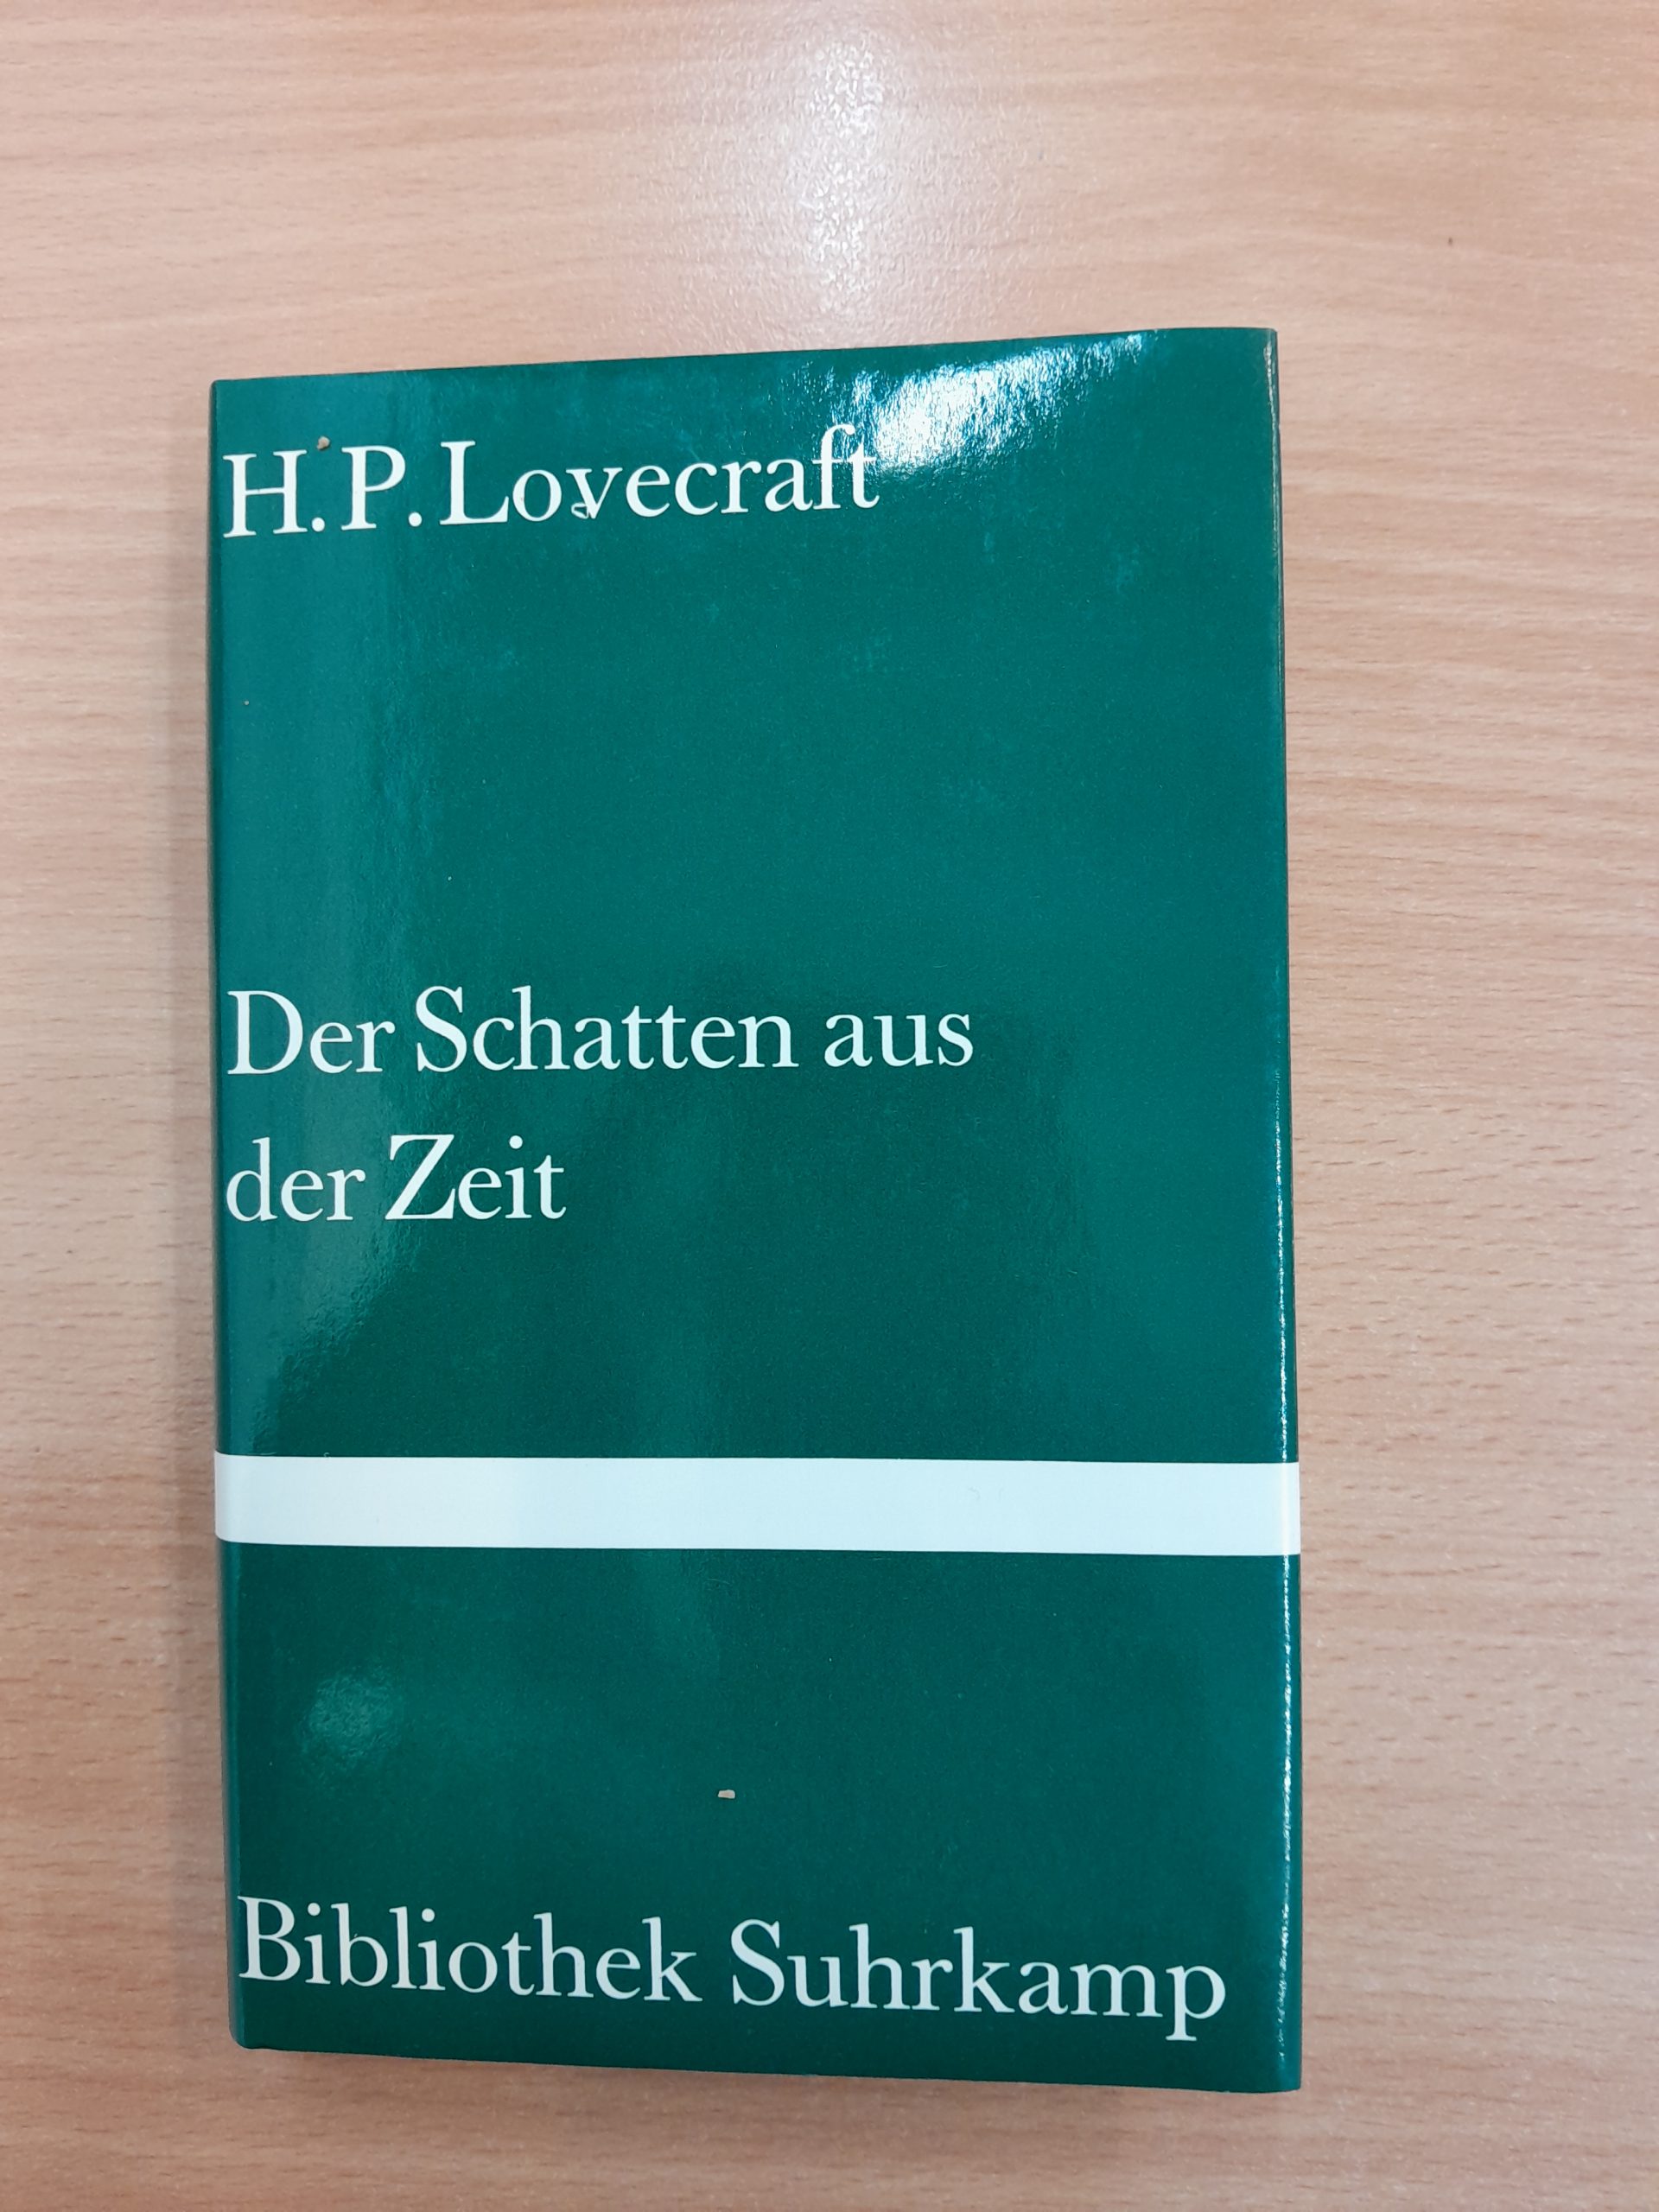 H.P. Lovecraft
Der Schatten aus
der Zeit
Bibliothek Suhrkamp